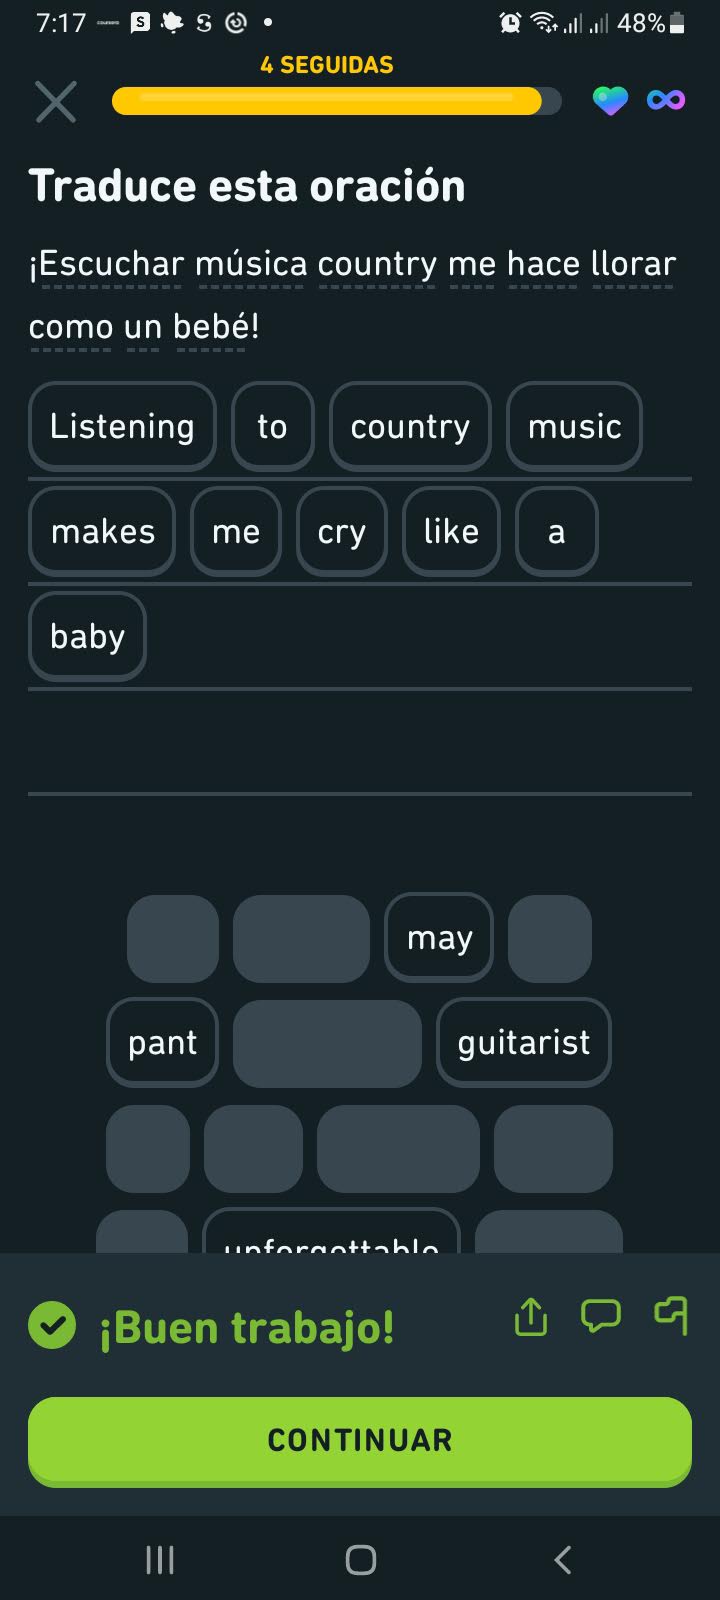 7:17 48%
4 SEGUIDAS
Traduce esta oración
¡Escuchar música country me hace llorar
como un bebé!
Listening to country music
makes me cry like a
baby
may
pant guitarist
unforgettable
¡Buen trabajo!
CONTINUAR